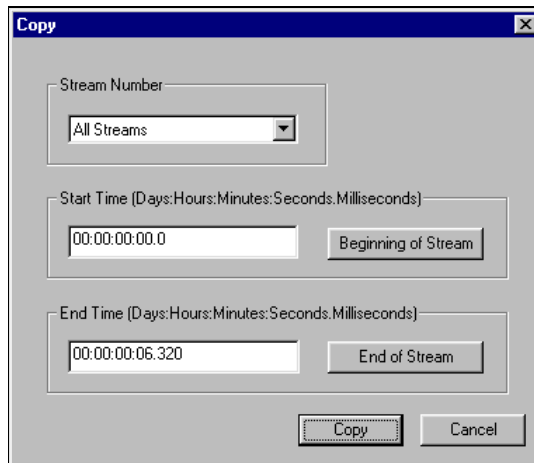 Copy
Stream Number
All Streams
Start Time (Days:Hours:Minutes:Seconds.Milliseconds)
00:00:00:00.0
Beginning of Stream
End Time (Days:Hours:Minutes:Seconds.Milliseconds)
00:00:00:06.320
End of Stream
Copy
Cancel